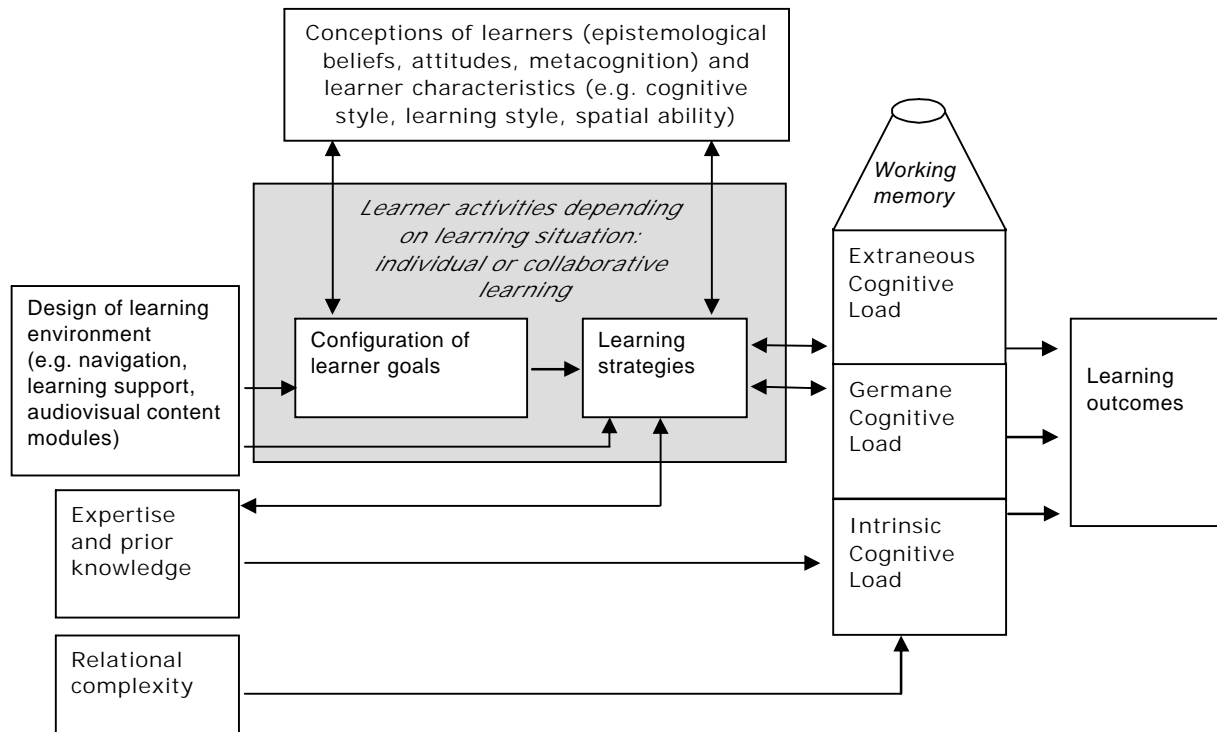 Conceptions of learners (epistemological
beliefs, attitudes, metacognition) and
learner characteristics (e.g. cognitive
style, learning style, spatial ability)
Working
memory
Learner activities depending
on learning situation:
individual or collaborative
learning
Design of learning
environment
(e.g. navigation,
learning support,
audiovisual content
modules)
Configuration of
learner goals
Learning
strategies
Extraneous
Cognitive
Load
Germane
Cognitive
Load
Intrinsic
Cognitive
Load
Learning
outcomes
Expertise
and prior
knowledge
Relational
complexity